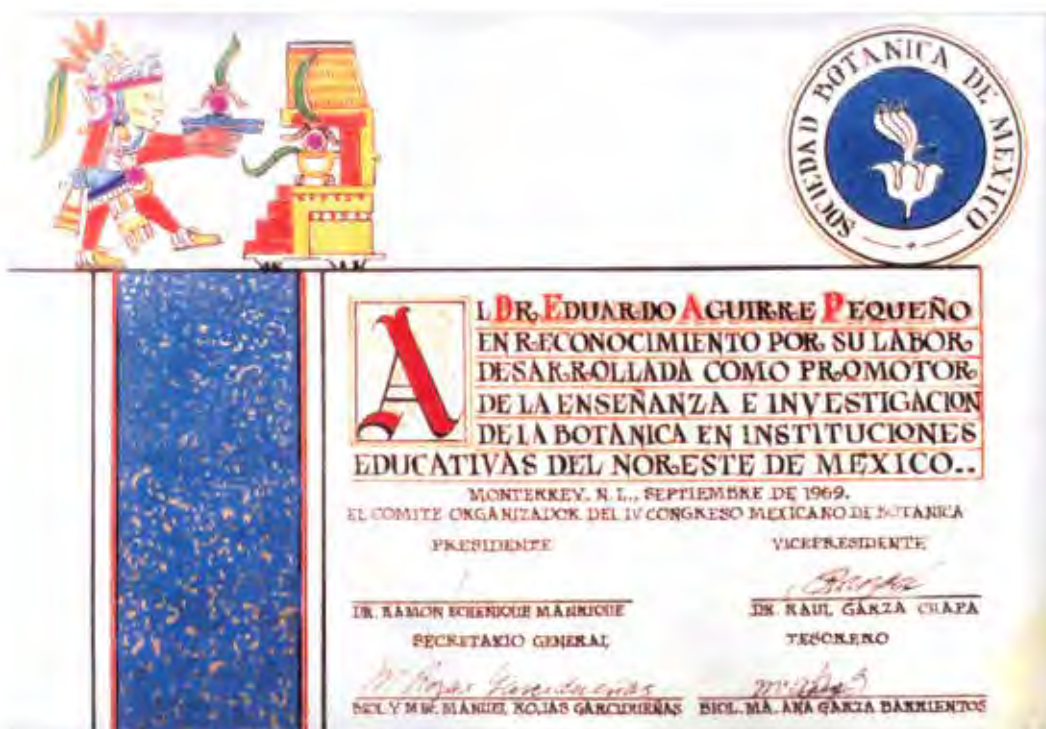 SOCIEDAD BOTANICA DE MEXICO
AL DR. EDUARDO AGUIRRE PEQUEÑO
EN RECONOCIMIENTO POR SU LABOR
DESARROLLADA COMO PROMOTOR
DE LA ENSEÑANZA E INVESTIGACION
DE LA BOTANICA EN INSTITUCIONES
EDUCATIVAS DEL NORESTE DE MEXICO..
MONTERREY, N. L., SEPTIEMBRE DE 1969.
EL COMITE ORGANIZADOR DEL IV CONGRESO MEXICANO DE BOTANICA
PRESIDENTE VICEPRESIDENTE
DR. RAMON ECHENIQUE MANRIQUE DR. RAUL GARZA CHAPA
SECRETARIO GENERAL TESORERO
BIOL. Y M. MANUEL ROJAS GARCIDUEÑAS BIOL. MA. ANA GARZA BARRIENTOS